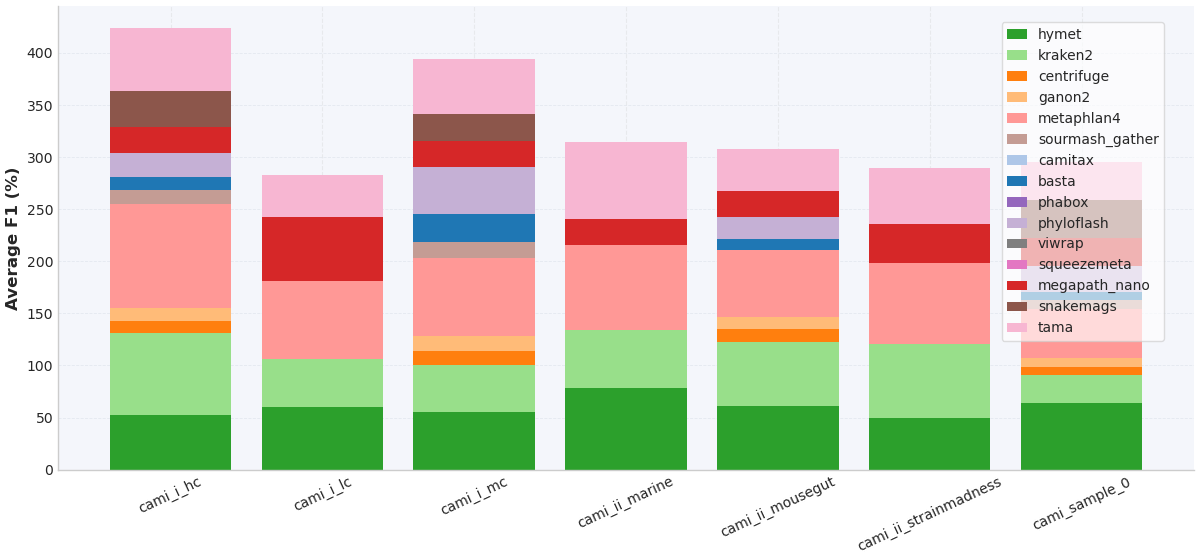 Average F1 (%)
400
350
300
250
200
150
100
50
0
cami_i_hc
cami_i_lc
cami_i_mc
cami_ii_marine
cami_ii_mousegut
cami_ii_strainmadness
cami_sample_0
hymet
kraken2
centrifuge
ganon2
metaphlan4
sourmash_gather
camitax
basta
phabox
phyloflash
viwrap
squeezemeta
megapath_nano
snakemags
tama